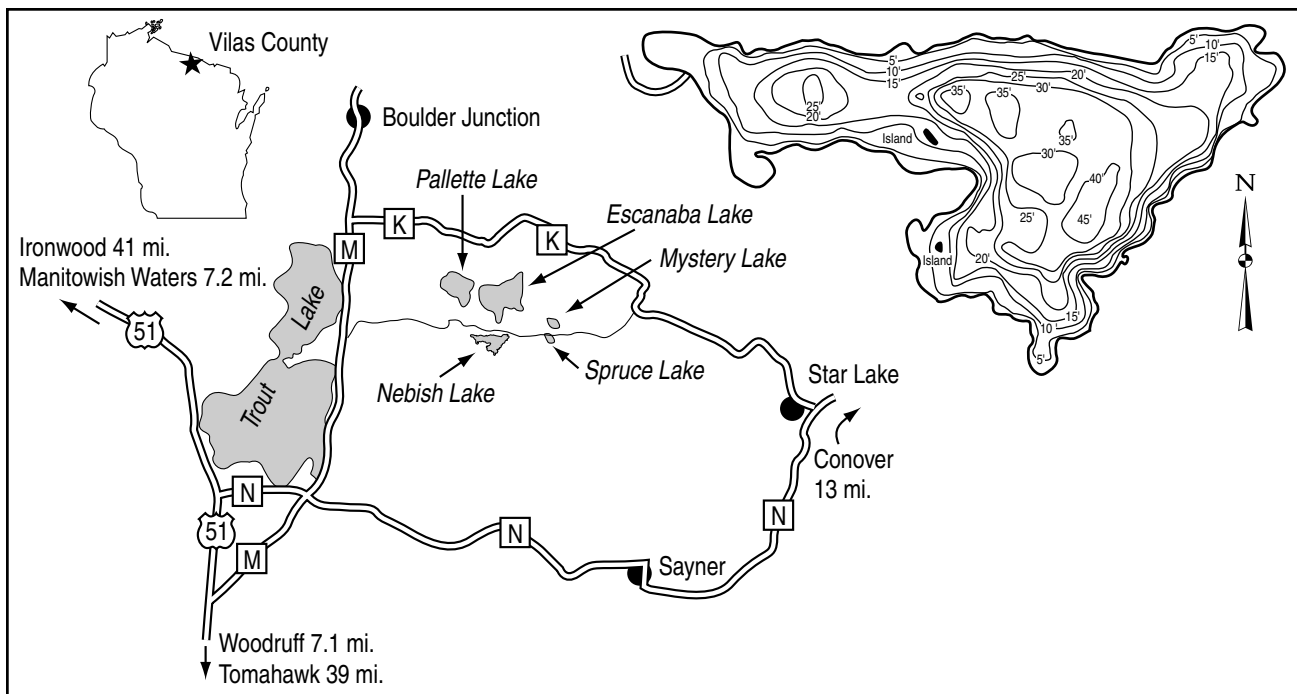 Vilas County
Boulder Junction
Pallette Lake
Escanaba Lake
Mystery Lake
K
K
M
Ironwood 41 mi.
Manitowish Waters 7.2 mi.
51
Trout Lake
Nebish Lake
Spruce Lake
Star Lake
Conover
13 mi.
N
51
M
N
N
Sayner
Woodruff 7.1 mi.
Tomahawk 39 mi.
5'
10'
15'
25'
20'
Island
5'
10'
15'
20'
25'
30'
35'
35'
35'
30'
40'
45'
25'
20'
Island
15'
10'
5'
N